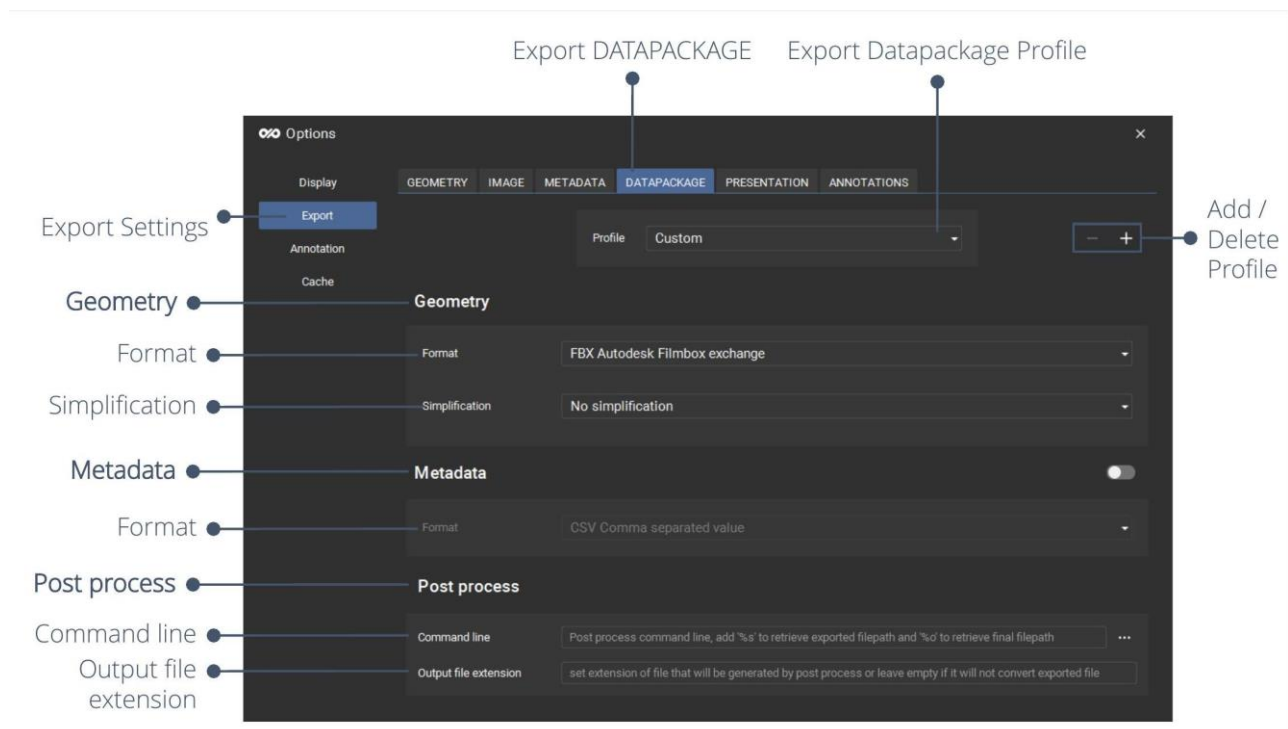 Export DATAPACKAGE Export Datapackage Profile
Options
Display
GEOMETRY IMAGE METADATA DATAPACKAGE PRESENTATION ANNOTATIONS
Export Settings
Export
Profile Custom
Add /
Delete
Profile
Annotation
Cache
Geometry
Geometry
Format
Format FBX Autodesk Filmbox exchange
Simplification
Simplification No simplification
Metadata
Metadata
Format
Format CSV Comma separated value
Post process
Post process
Command line
Command line Post process command line, add '%s' to retrieve exported filepath and '%o' to retrieve final filepath
Output file
extension
Output file extension set extension of file that will be generated by post process or leave empty if it will not convert exported file